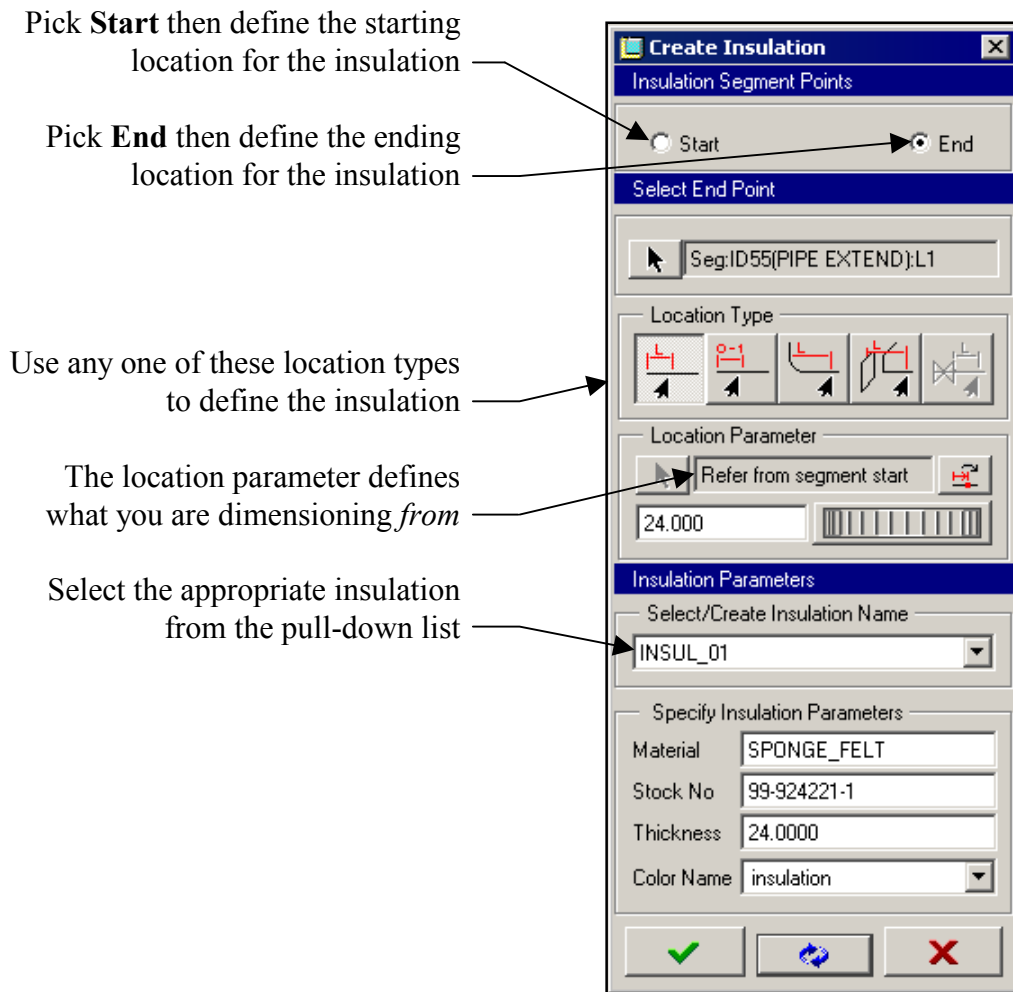 Pick Start then define the starting
location for the insulation
Pick End then define the ending
location for the insulation
Use any one of these location types
to define the insulation
The location parameter defines
what you are dimensioning from
Select the appropriate insulation
from the pull-down list
Create Insulation
Insulation Segment Points
Start
End
Select End Point
Seg:ID55(PIPE EXTEND):L1
Location Type
L
0-1
L
L
L
Location Parameter
Refer from segment start
24.000
Insulation Parameters
Select/Create Insulation Name
INSUL_01
Specify Insulation Parameters
Material SPONGE_FELT
Stock No 99-924221-1
Thickness 24.0000
Color Name insulation